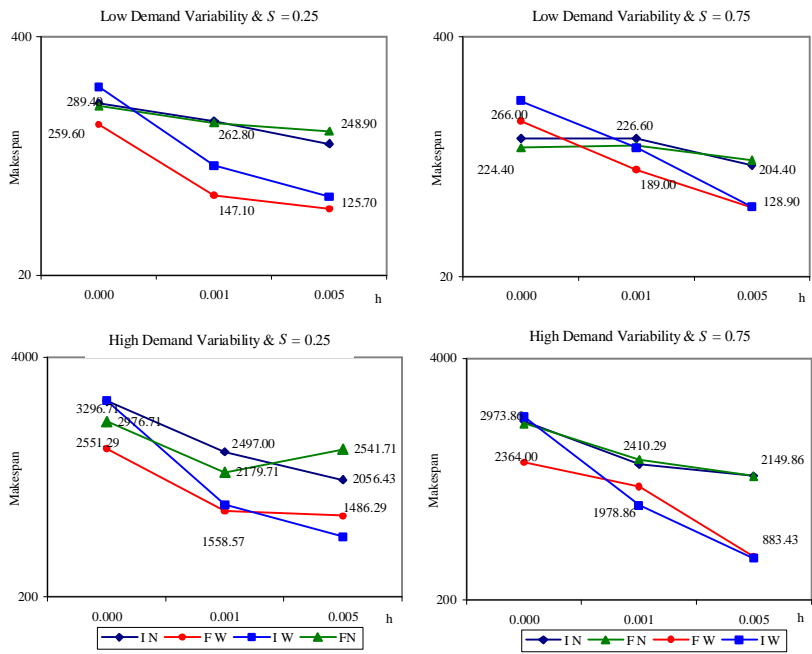 Low Demand Variability & S = 0.25
400
289.40
259.60
262.80
147.10
248.90
125.70
Makespan
20
0.000 0.001 0.005 h
Low Demand Variability & S = 0.75
400
266.00
224.40
226.60
189.00
204.40
128.90
Makespan
20
0.000 0.001 0.005 h
High Demand Variability & S = 0.25
4000
3296.71
2976.71
2551.29
2497.00
2179.71
1558.57
2541.71
2056.43
1486.29
Makespan
200
0.000 0.001 0.005 h
I N F W I W FN
High Demand Variability & S = 0.75
4000
2973.86
2364.00
2410.29
1978.86
2149.86
883.43
Makespan
200
0.000 0.001 0.005 h
I N F N F W I W